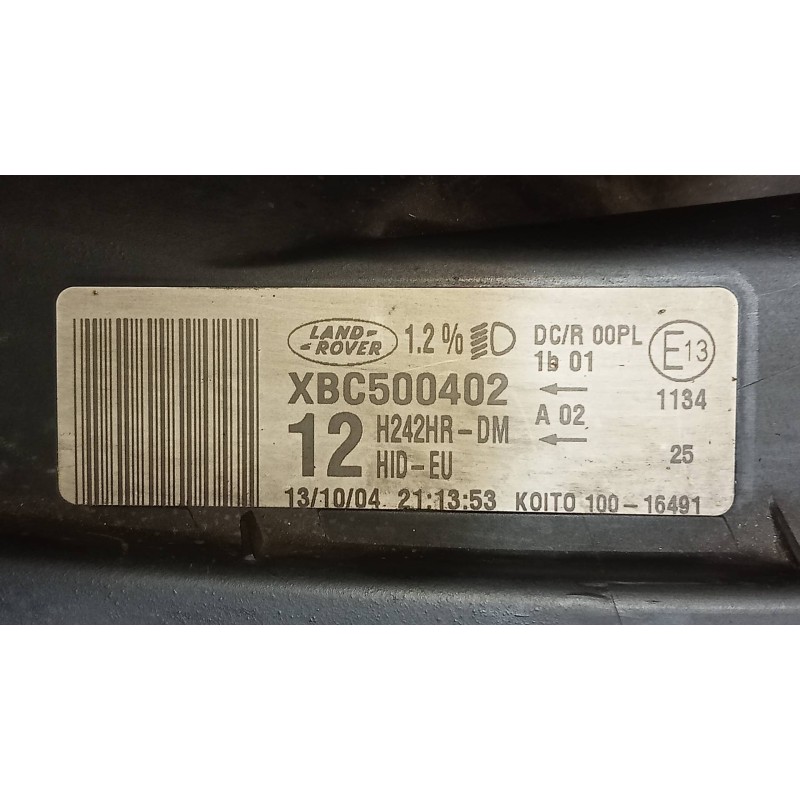 LAND-
-ROVER
1.2%
DC/R 00PL
1b 01
E13
XBC500402
A 02
1134
12
H242HR-DM
HID-EU
25
13/10/04 21:13:53 KOITO 100-16491